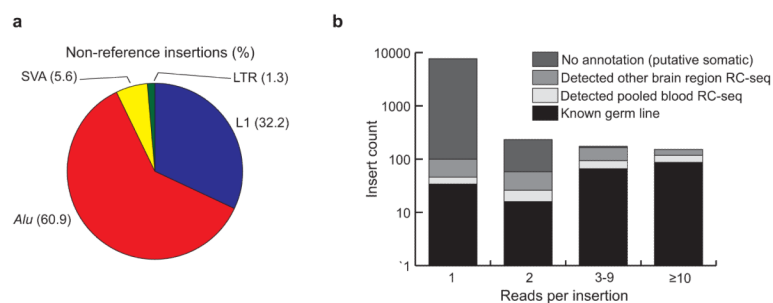 a
Non-reference insertions (%)
SVA (5.6)
LTR (1.3)
L1 (32.2)
Alu (60.9)
b
No annotation (putative somatic)
Detected other brain region RC-seq
Detected pooled blood RC-seq
Known germ line
Insert count
10000
1000
100
10
`1
1 2 3-9 ≥10
Reads per insertion